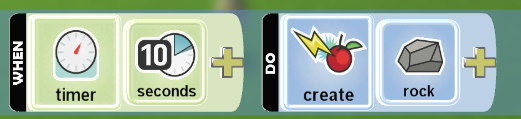 WHEN
10
timer
seconds
DO
create
rock